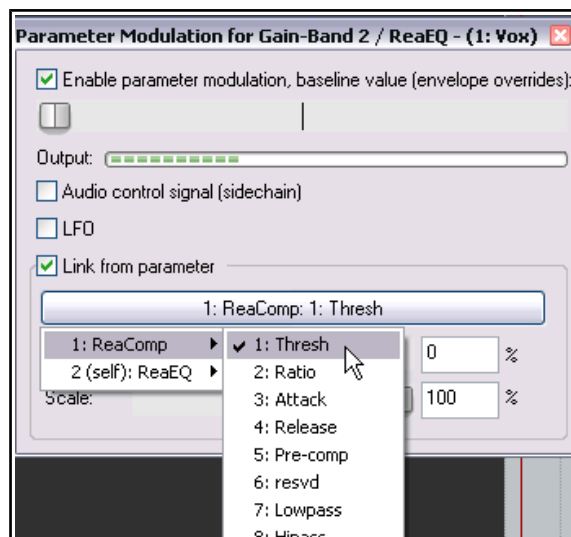 Parameter Modulation for Gain-Band 2 / ReaEQ - (1: Vox)
Enable parameter modulation, baseline value (envelope overrides):
Output:
Audio control signal (sidechain)
LFO
Link from parameter
1: ReaComp: 1: Thresh
1: ReaComp
1: Thresh
0 %
2 (self): ReaEQ
2: Ratio
Scale:
3: Attack
100 %
4: Release
5: Pre-comp
6: resvd
7: Lowpass
8: Hipass